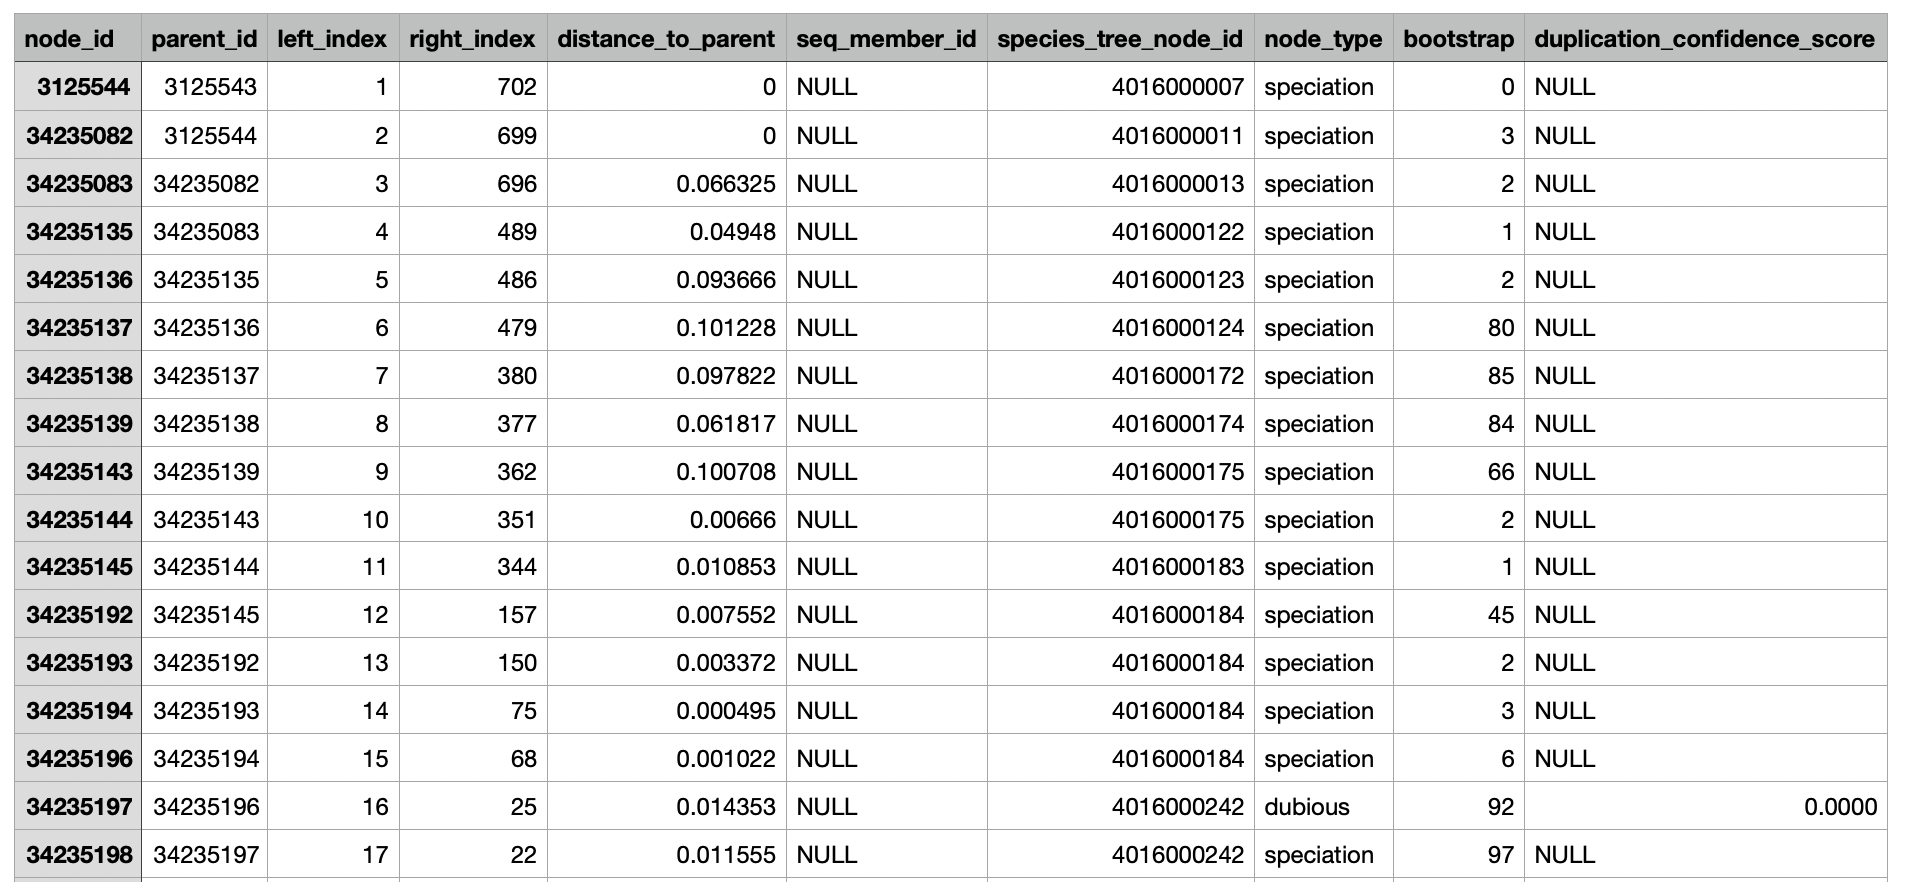 node_id parent_id left_index right_index distance_to_parent seq_member_id species_tree_node_id node_type bootstrap duplication_confidence_score
3125544 3125543 1 702 0 NULL 4016000007 speciation 0 NULL
34235082 3125544 2 699 0 NULL 4016000011 speciation 3 NULL
34235083 34235082 3 696 0.066325 NULL 4016000013 speciation 2 NULL
34235135 34235083 4 489 0.04948 NULL 4016000122 speciation 1 NULL
34235136 34235135 5 486 0.093666 NULL 4016000123 speciation 2 NULL
34235137 34235136 6 479 0.101228 NULL 4016000124 speciation 80 NULL
34235138 34235137 7 380 0.097822 NULL 4016000172 speciation 85 NULL
34235139 34235138 8 377 0.061817 NULL 4016000174 speciation 84 NULL
34235143 34235139 9 362 0.100708 NULL 4016000175 speciation 66 NULL
34235144 34235143 10 351 0.00666 NULL 4016000175 speciation 2 NULL
34235145 34235144 11 344 0.010853 NULL 4016000183 speciation 1 NULL
34235192 34235145 12 157 0.007552 NULL 4016000184 speciation 45 NULL
34235193 34235192 13 150 0.003372 NULL 4016000184 speciation 2 NULL
34235194 34235193 14 75 0.000495 NULL 4016000184 speciation 3 NULL
34235196 34235194 15 68 0.001022 NULL 4016000184 speciation 6 NULL
34235197 34235196 16 25 0.014353 NULL 4016000242 dubious 92 0.0000
34235198 34235197 17 22 0.011555 NULL 4016000242 speciation 97 NULL